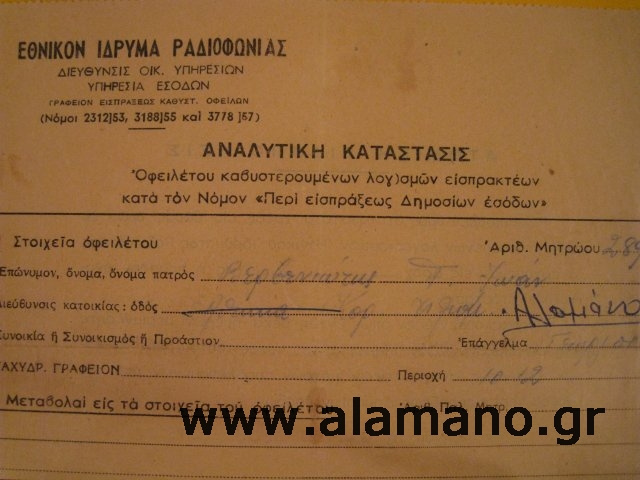 ΕΘΝΙΚΟΝ ΙΔΡΥΜΑ ΡΑΔΙΟΦΩΝΙΑΣ
ΔΙΕΥΘΥΝΣΙΣ ΟΙΚ. ΥΠΗΡΕΣΙΩΝ
ΥΠΗΡΕΣΙΑ ΕΣΟΔΩΝ
ΓΡΑΦΕΙΟΝ ΕΙΣΠΡΑΞΕΩΣ ΚΑΘΥΣΤ. ΟΦΕΙΛΩΝ
(Νόμοι 2312]53, 3188]55 καὶ 3778 ]57)
ΑΝΑΛΥΤΙΚΗ ΚΑΤΑΣΤΑΣΙΣ
Ὀφειλέτου καθυστερουμένων λογ)σμῶν εἰσπρακτέων
κατὰ τὸν Νόμον «Περὶ εἰσπράξεως Δημοσίων ἐσόδων»
Στοιχεῖα ὀφειλέτου Ἀριθ. Μητρώου 289
Ἐπώνυμον, ὄνομα, ὄνομα πατρὸς
Διεύθυνσις κατοικίας: ὁδὸς Αλαμάνο
Συνοικία ἢ Συνοικισμὸς ἢ Προάστιον Ἐπάγγελμα
ΤΑΧΥΔΡ. ΓΡΑΦΕΙΟΝ Περιοχὴ 10 12
Μεταβολαὶ εἰς τὰ στοιχεῖα τοῦ ὀφειλέτου
www.alamano.gr